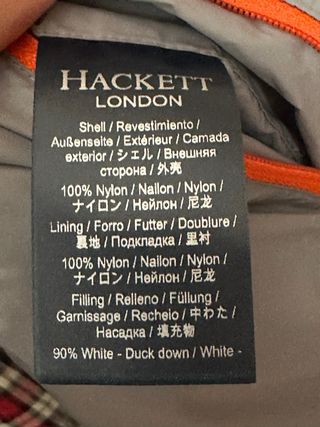 HACKETT
LONDON
Shell / Revestimiento /
Außenseite / Extérieur / Camada
exterior / シェル / Внешняя
сторона / 外壳
100% Nylon / Nailon / Nylon /
ナイロン / Нейлон / 尼龙
Lining / Forro / Futter / Doublure /
裏地 / Подкладка / 里衬
100% Nylon / Nailon / Nylon /
ナイロン / Нейлон / 尼龙
Filling / Relleno / Füllung /
Garnissage / Recheio / 中わた /
Насадка / 填充物
90% White - Duck down / White -